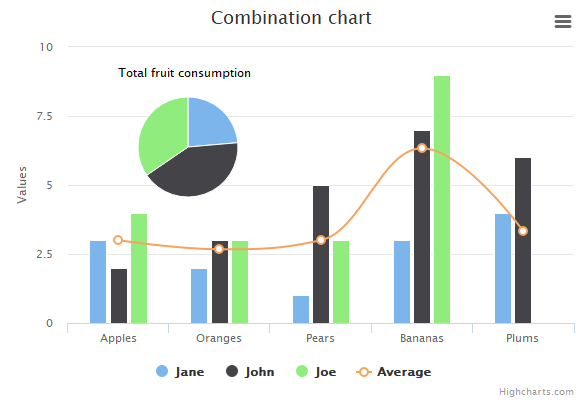 Combination chart
10
Total fruit consumption
7.5
Values
5
2.5
0
Apples Oranges Pears Bananas Plums
Jane John Joe Average
Highcharts.com